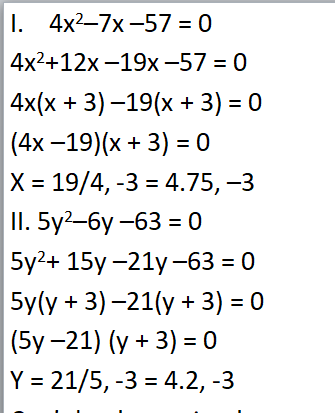 I. 4x²–7x –57 = 0
4x²+12x –19x –57 = 0
4x(x + 3) –19(x + 3) = 0
(4x –19)(x + 3) = 0
X = 19/4, -3 = 4.75, –3
II. 5y²–6y –63 = 0
5y²+ 15y –21y –63 = 0
5y(y + 3) –21(y + 3) = 0
(5y –21) (y + 3) = 0
Y = 21/5, -3 = 4.2, -3